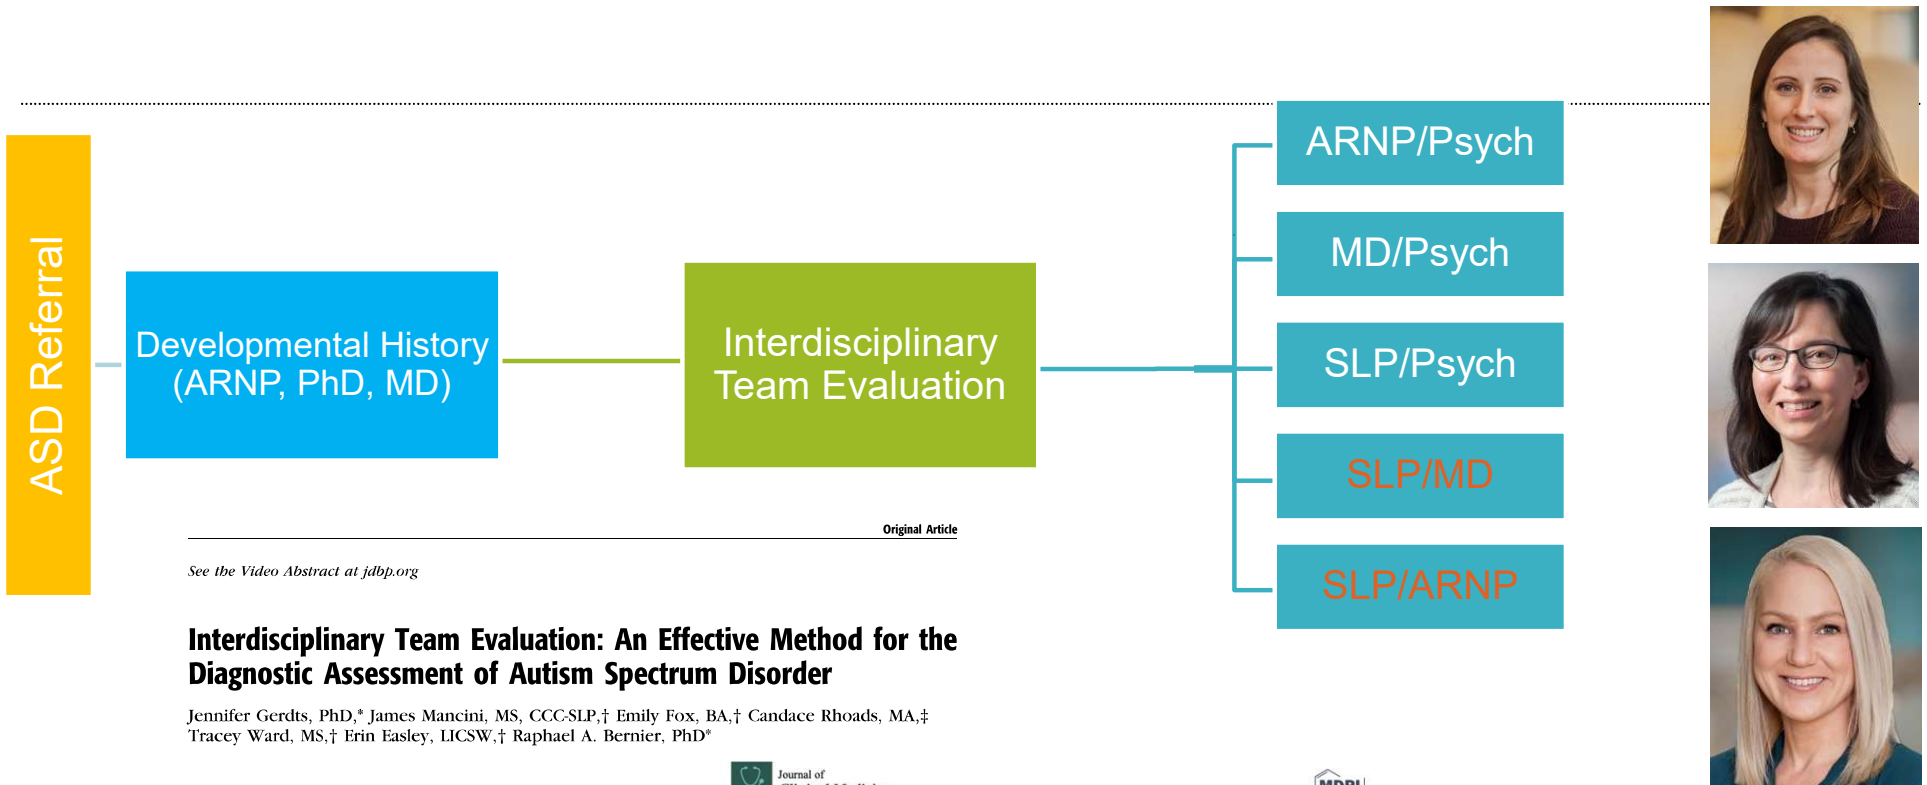 ASD Referral
Developmental History
(ARNP, PhD, MD)
Interdisciplinary
Team Evaluation
ARNP/Psych
MD/Psych
SLP/Psych
SLP/MD
SLP/ARNP
Original Article
See the Video Abstract at jdbp.org
Interdisciplinary Team Evaluation: An Effective Method for the
Diagnostic Assessment of Autism Spectrum Disorder
Jennifer Gerdts, PhD,* James Mancini, MS, CCC-SLP,† Emily Fox, BA,† Candace Rhoads, MA,‡
Tracey Ward, MS,† Erin Easley, LICSW,† Raphael A. Bernier, PhD*
Journal of
MDPI